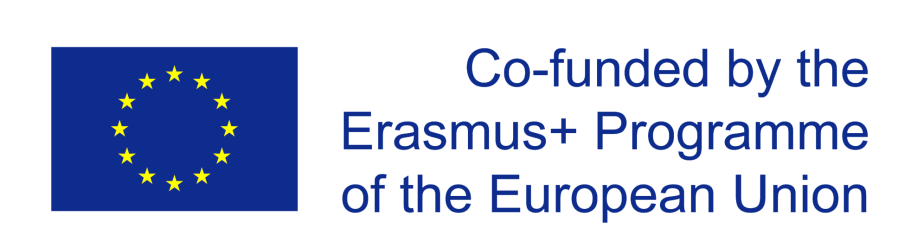 Co-funded by the
Erasmus+ Programme
of the European Union